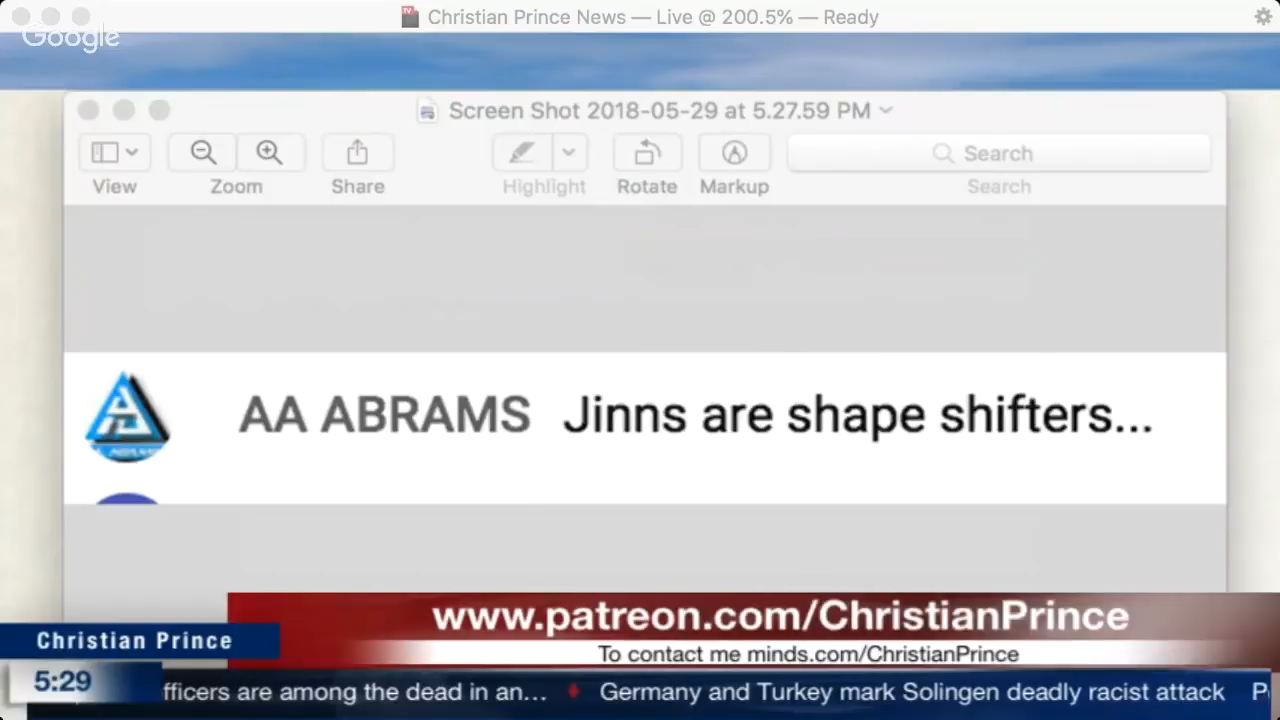 Christian Prince News — Live @ 200.5% — Ready
Google
Screen Shot 2018-05-29 at 5.27.59 PM
View Zoom Share Highlight Rotate Markup Search
Search
AA ABRAMS Jinns are shape shifters...
www.patreon.com/ChristianPrince
Christian Prince
To contact me minds.com/ChristianPrince
5:29
fficers are among the dead in an... Germany and Turkey mark Solingen deadly racist attack